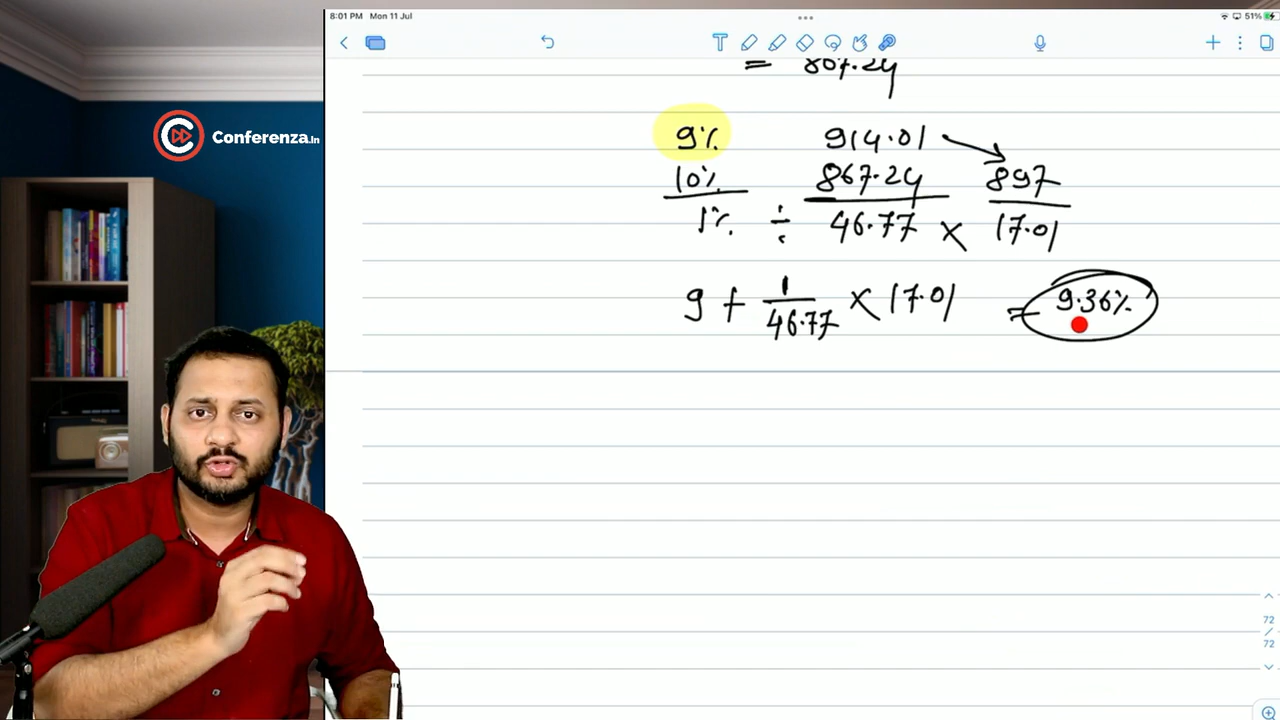 8:01 PM Mon 11 Jul
51%
T
Conferenza.In
= 867.24
9% 914.01 897
10% 867.24
1% ÷ 46.77 × 17.01
9 + 1/46.77 × 17.01 = 9.36%
72
/
72